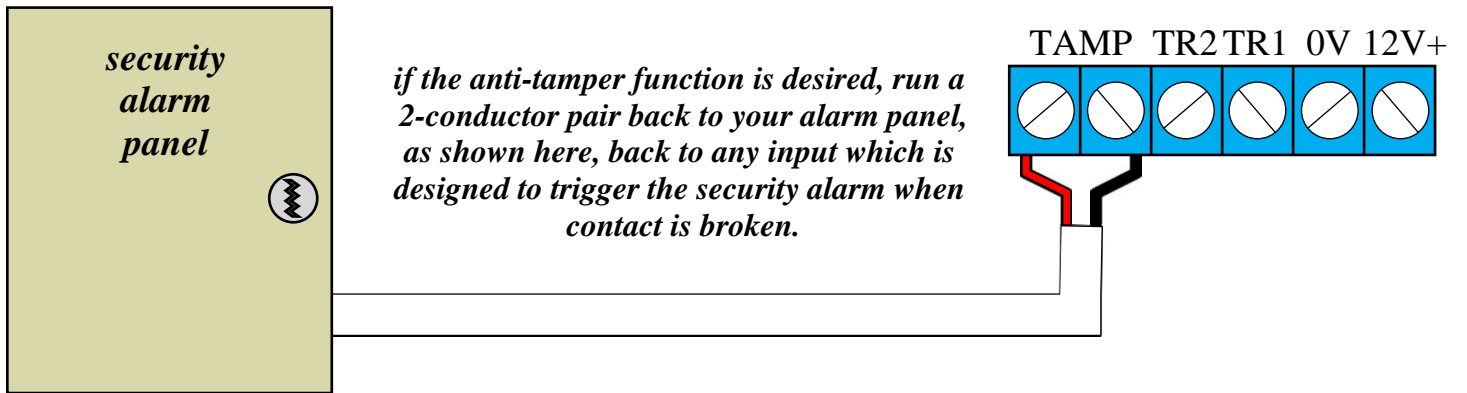 security
alarm
panel
if the anti-tamper function is desired, run a
2-conductor pair back to your alarm panel,
as shown here, back to any input which is
designed to trigger the security alarm when
contact is broken.
TAMP TR2 TR1 0V 12V+